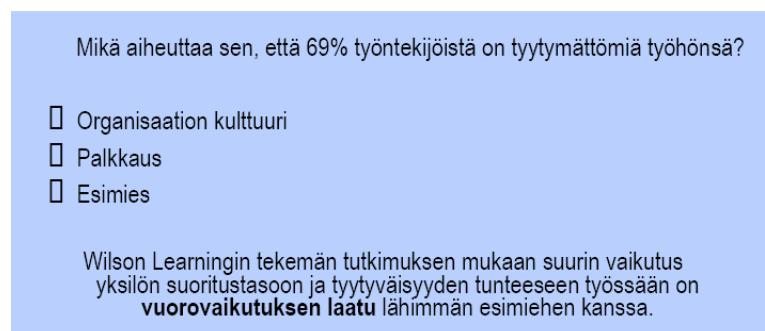 Mikä aiheuttaa sen, että 69% työntekijöistä on tyytymättömiä työhönsä?
Organisaation kulttuuri
Palkkaus
Esimies
Wilson Learningin tekemän tutkimuksen mukaan suurin vaikutus
yksilön suoritustasoon ja tyytyväisyyden tunteeseen työssään on
vuorovaikutuksen laatu lähimmän esimiehen kanssa.